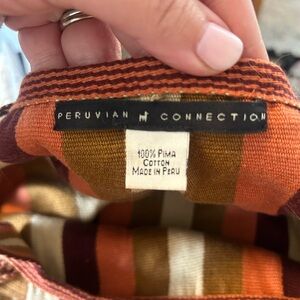 PERUVIAN CONNECTION
100% PIMA
COTTON
MADE IN PERU